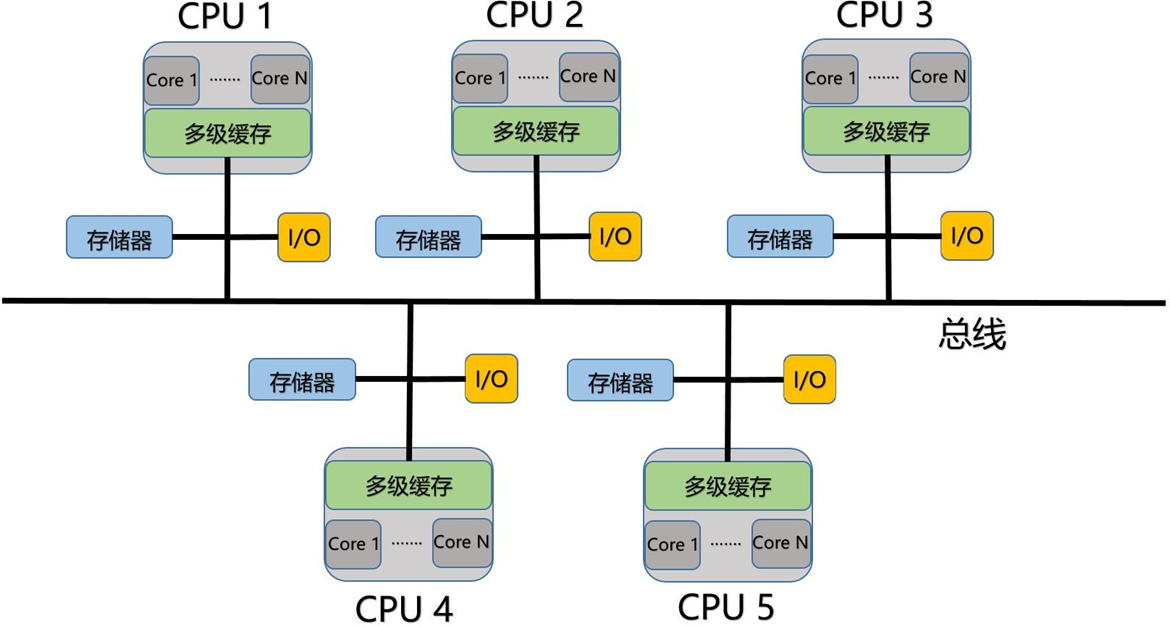 CPU 1
CPU 2
CPU 3
Core 1 ....... Core N
Core 1 ....... Core N
Core 1 ....... Core N
多级缓存
多级缓存
多级缓存
存储器
I/O
存储器
I/O
存储器
I/O
总线
存储器
I/O
存储器
I/O
多级缓存
多级缓存
Core 1 ....... Core N
Core 1 ....... Core N
CPU 4
CPU 5